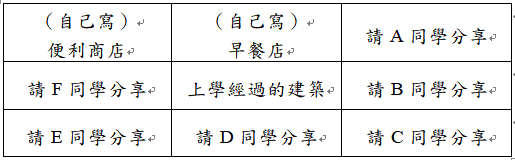 （自己寫）
便利商店
（自己寫）
早餐店
請 A 同學分享
請 F 同學分享
上學經過的建築
請 B 同學分享
請 E 同學分享
請 D 同學分享
請 C 同學分享